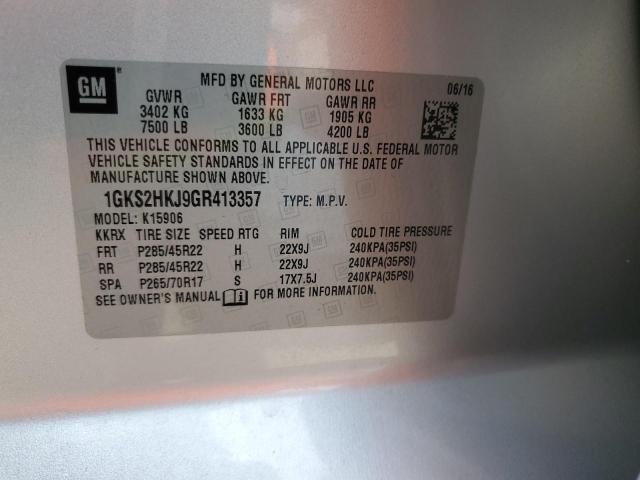 GM
MFD BY GENERAL MOTORS LLC 06/16
GVWR GAWR FRT GAWR RR
3402 KG 1633 KG 1905 KG
7500 LB 3600 LB 4200 LB
THIS VEHICLE CONFORMS TO ALL APPLICABLE U.S. FEDERAL MOTOR
VEHICLE SAFETY STANDARDS IN EFFECT ON THE DATE OF
MANUFACTURE SHOWN ABOVE.
1GKS2HKJ9GR413357 TYPE: M.P.V.
MODEL: K15906
KKRX TIRE SIZE SPEED RTG RIM COLD TIRE PRESSURE
FRT P285/45R22 H 22X9J 240KPA(35PSI)
RR P285/45R22 H 22X9J 240KPA(35PSI)
SPA P265/70R17 S 17X7.5J 240KPA(35PSI)
SEE OWNER'S MANUAL FOR MORE INFORMATION.